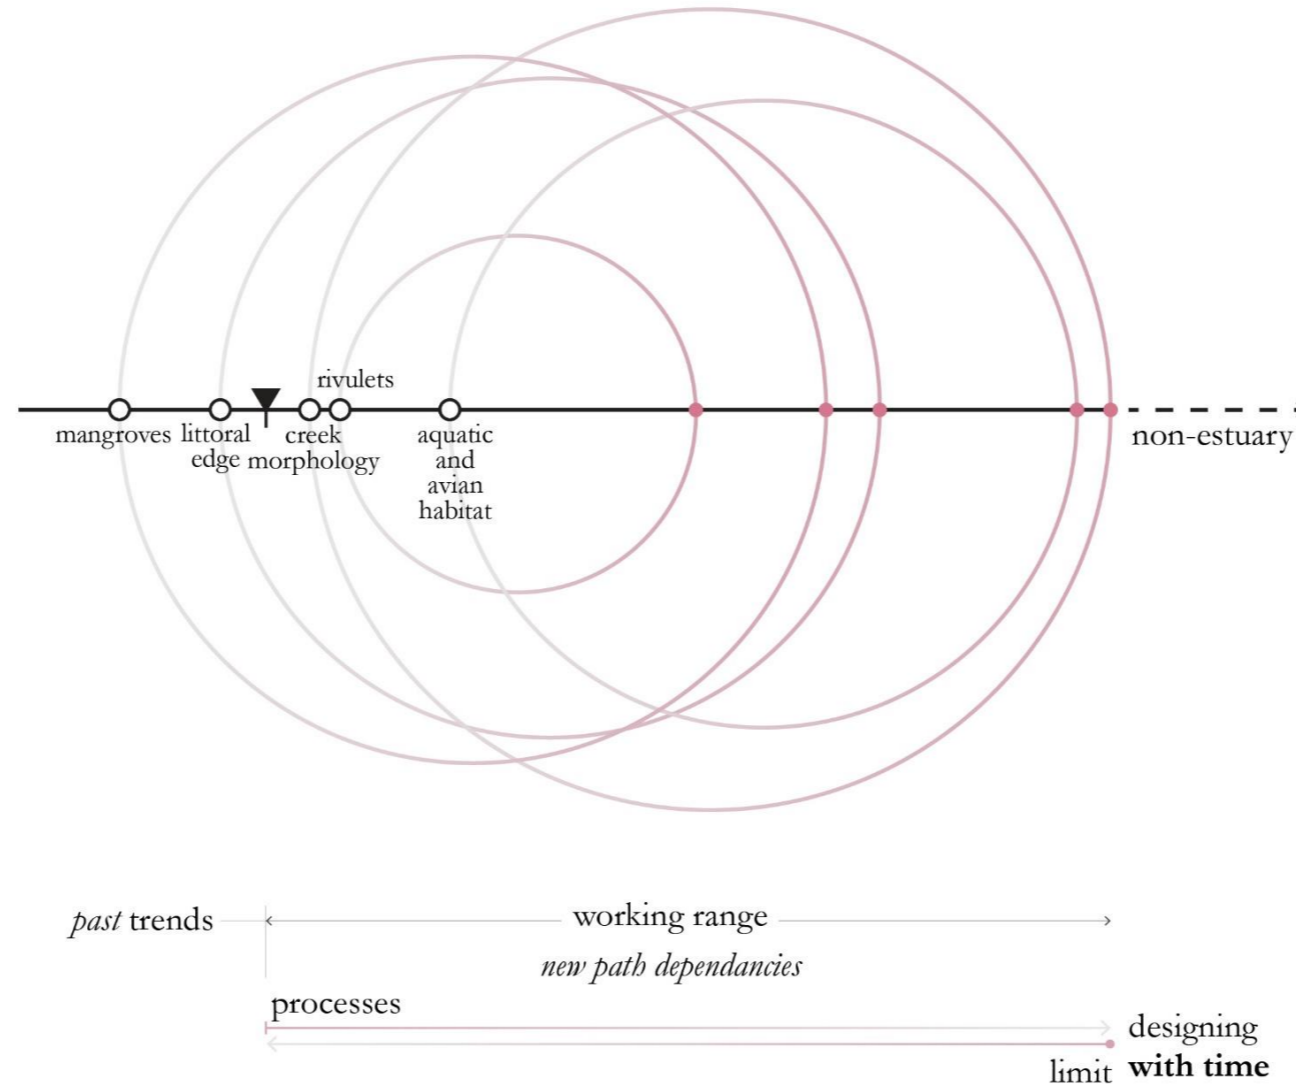 rivulets
mangroves
littoral
edge
creek
morphology
aquatic
and
avian
habitat
non-estuary
past trends
working range
new path dependancies
processes
designing
with time
limit